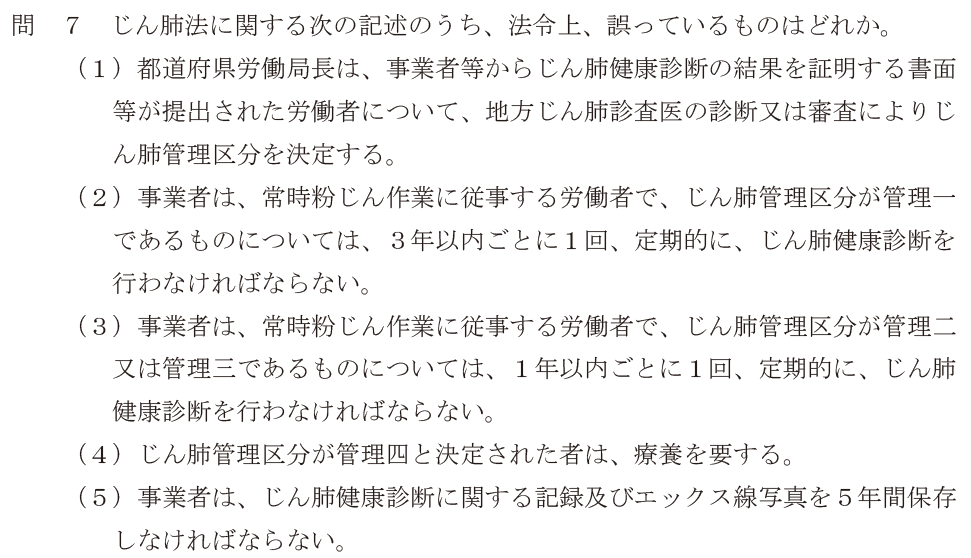 問　７　じん肺法に関する次の記述のうち、法令上、誤っているものはどれか。
（１）都道府県労働局長は、事業者等からじん肺健康診断の結果を証明する書面
等が提出された労働者について、地方じん肺診査医の診断又は審査によりじ
ん肺管理区分を決定する。
（２）事業者は、常時粉じん作業に従事する労働者で、じん肺管理区分が管理一
であるものについては、３年以内ごとに１回、定期的に、じん肺健康診断を
行わなければならない。
（３）事業者は、常時粉じん作業に従事する労働者で、じん肺管理区分が管理二
又は管理三であるものについては、１年以内ごとに１回、定期的に、じん肺
健康診断を行わなければならない。
（４）じん肺管理区分が管理四と決定された者は、療養を要する。
（５）事業者は、じん肺健康診断に関する記録及びエックス線写真を５年間保存
しなければならない。